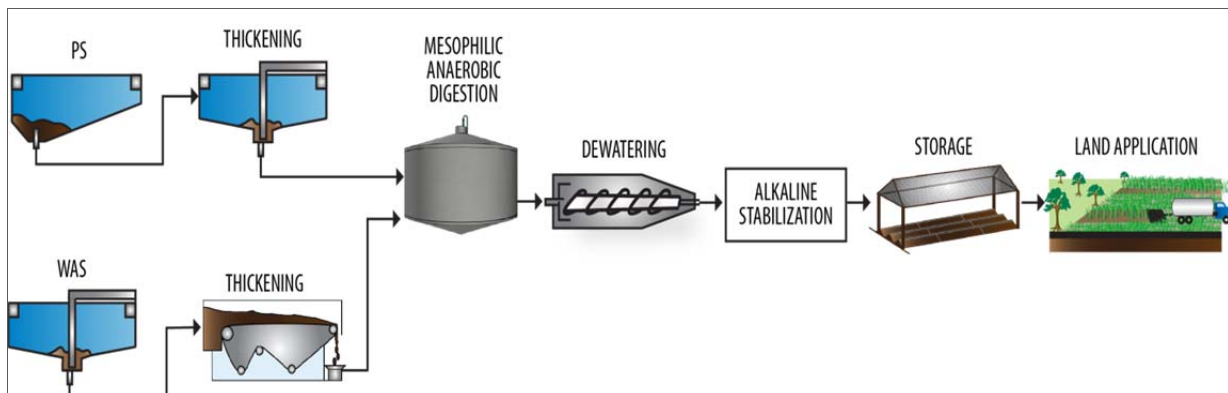 PS
THICKENING
MESOPHILIC
ANAEROBIC
DIGESTION
DEWATERING
ALKALINE
STABILIZATION
STORAGE
LAND APPLICATION
WAS
THICKENING